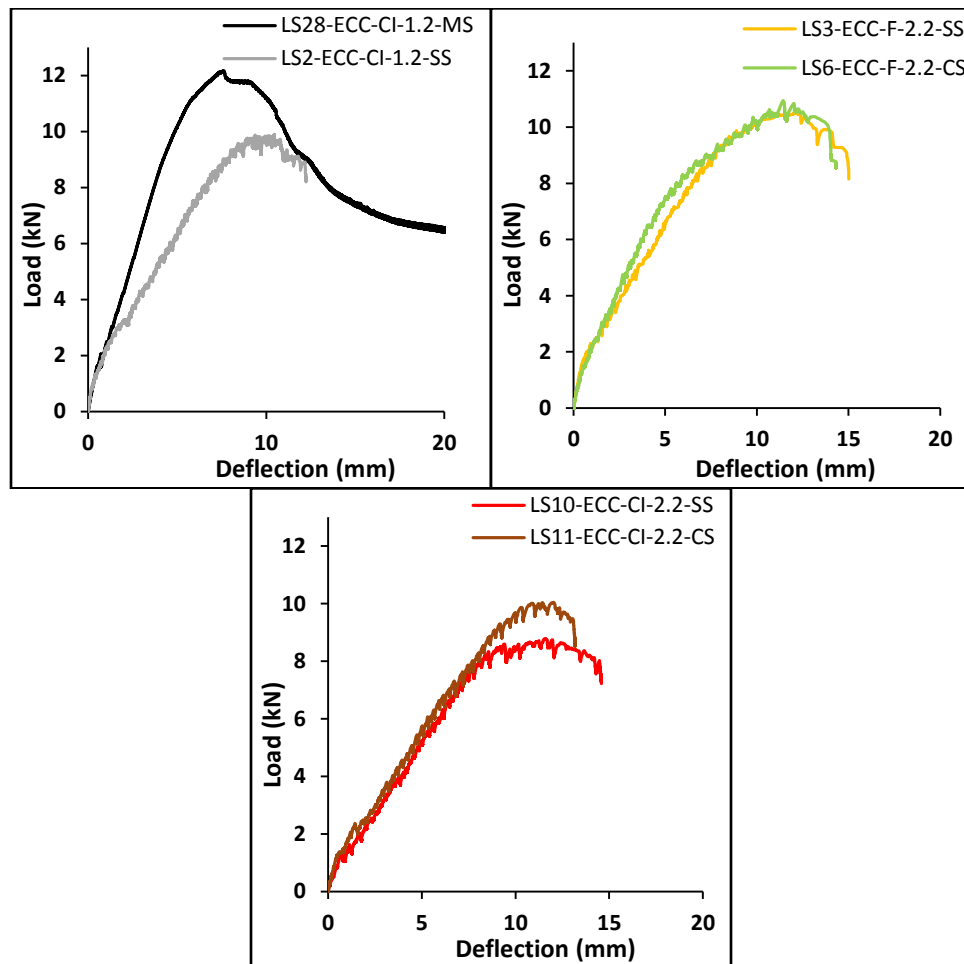 LS28-ECC-CI-1.2-MS
LS2-ECC-CI-1.2-SS
12
10
8
6
4
2
0
Load (kN)
0 10 20
Deflection (mm)
LS3-ECC-F-2.2-SS
LS6-ECC-F-2.2-CS
12
10
8
6
4
2
0
Load (kN)
0 5 10 15 20
Deflection (mm)
LS10-ECC-CI-2.2-SS
LS11-ECC-CI-2.2-CS
12
10
8
6
4
2
0
Load (kN)
0 5 10 15 20
Deflection (mm)